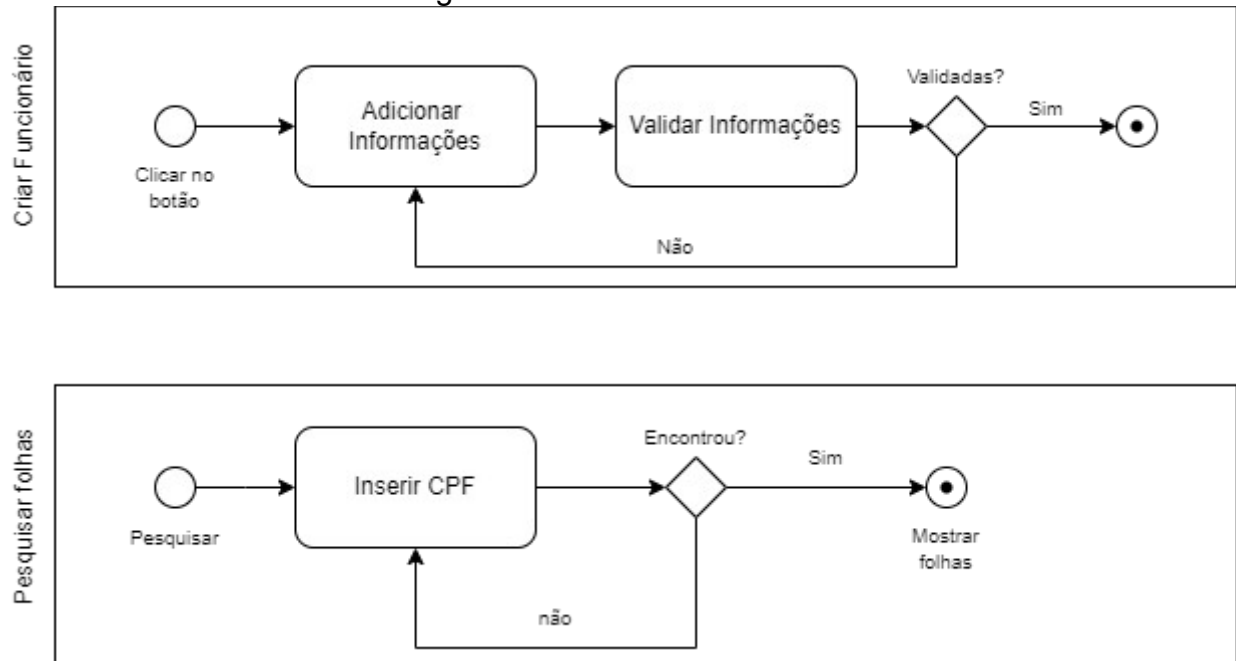 Criar Funcionário
Clicar no
botão
Adicionar
Informações
Validar Informações
Validadas?
Sim
Não
Pesquisar folhas
Pesquisar
Inserir CPF
Encontrou?
Sim
Mostrar
folhas
não